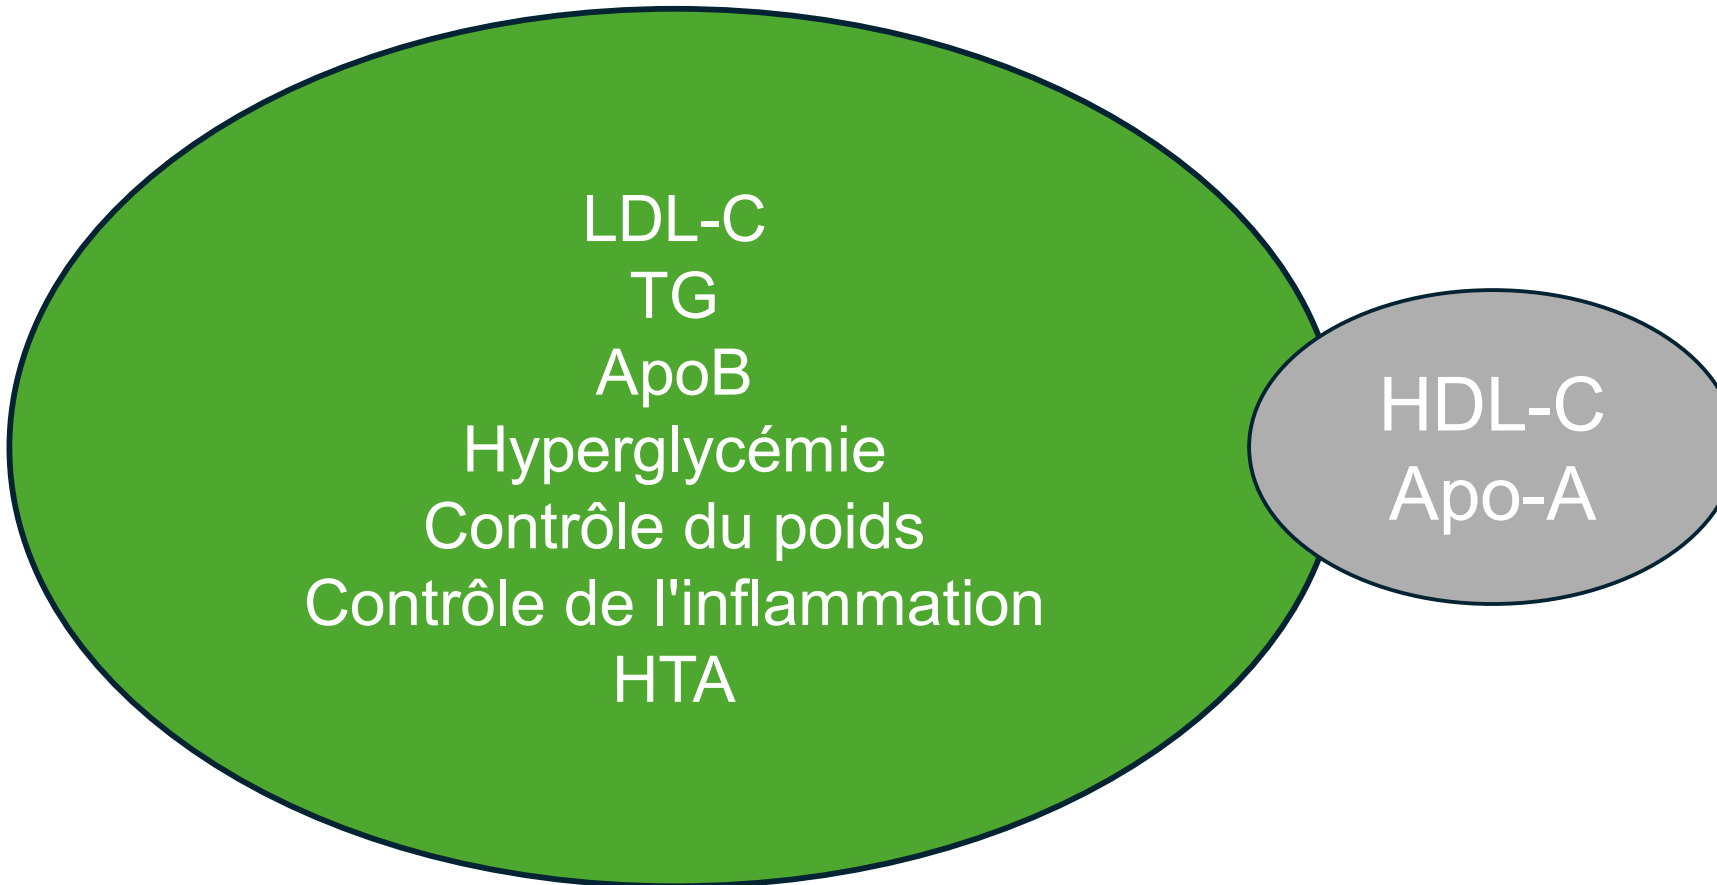 LDL-C
TG
ApoB
Hyperglycémie
Contrôle du poids
Contrôle de l'inflammation
HTA
HDL-C
Apo-A